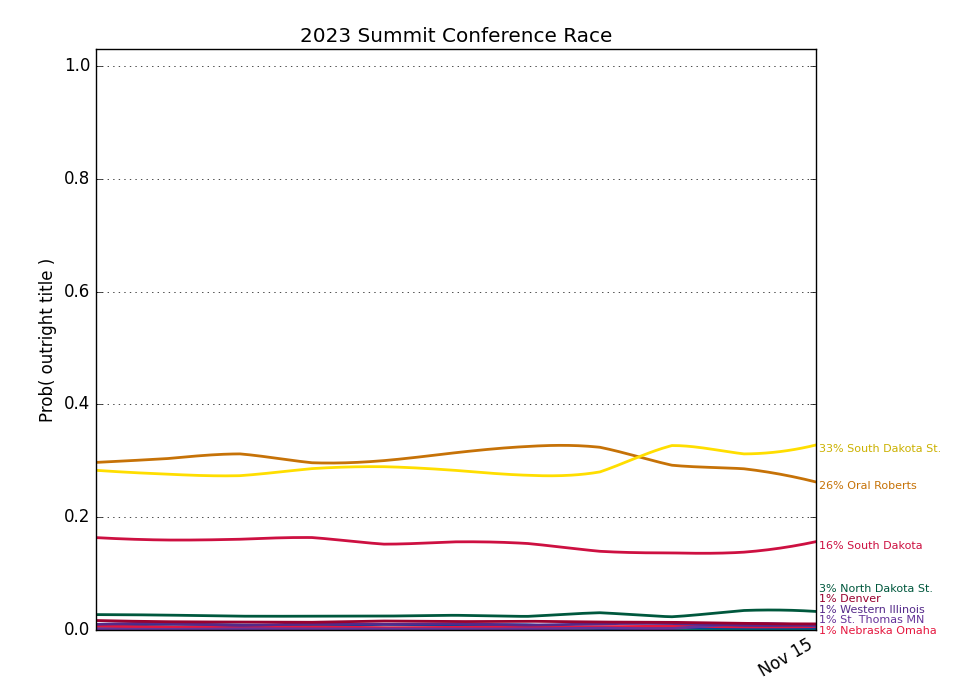 2023 Summit Conference Race
1.0
0.8
0.6
0.4
0.2
0.0
Prob( outright title )
33% South Dakota St.
26% Oral Roberts
16% South Dakota
3% North Dakota St.
1% Denver
1% Western Illinois
1% St. Thomas MN
1% Nebraska Omaha
Nov 15